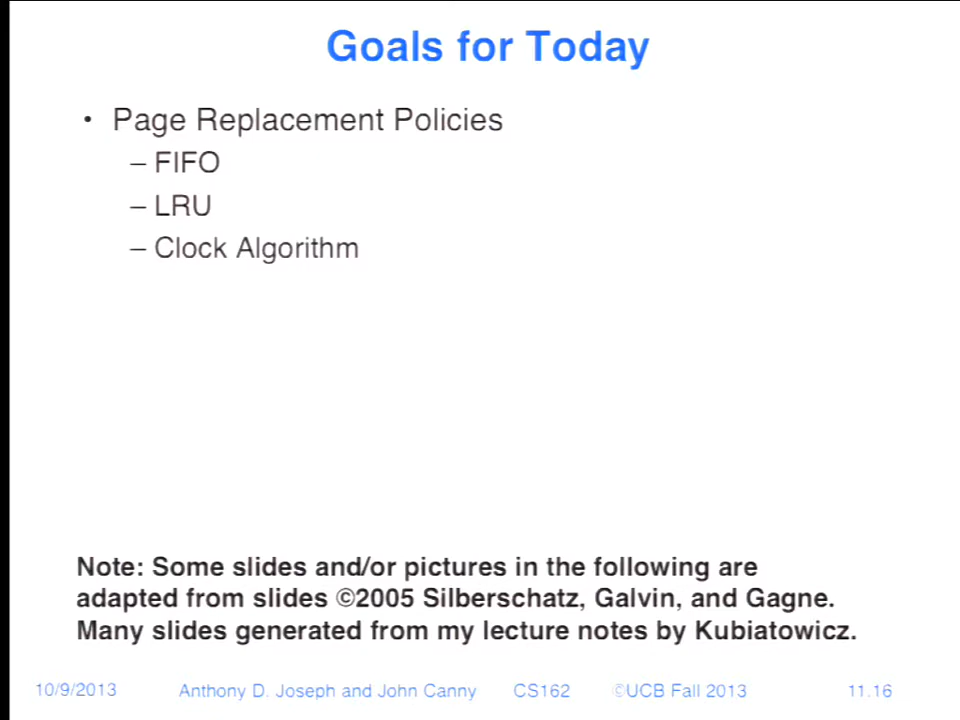 Goals for Today
• Page Replacement Policies
– FIFO
– LRU
– Clock Algorithm
Note: Some slides and/or pictures in the following are
adapted from slides ©2005 Silberschatz, Galvin, and Gagne.
Many slides generated from my lecture notes by Kubiatowicz.
10/9/2013 Anthony D. Joseph and John Canny CS162 ©UCB Fall 2013 11.16